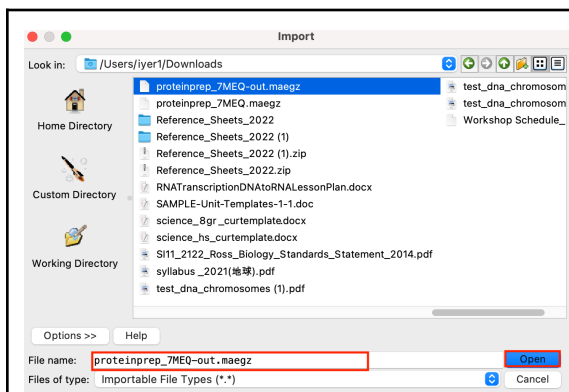 Import
Look in: /Users/iyer1/Downloads
Home Directory
Custom Directory
Working Directory
proteinprep_7MEQ-out.maegz
proteinprep_7MEQ.maegz
Reference_Sheets_2022
Reference_Sheets_2022 (1)
Reference_Sheets_2022 (1).zip
Reference_Sheets_2022.zip
RNATranscriptionDNAtoRNALessonPlan.docx
SAMPLE-Unit-Templates-1-1.doc
science_8gr_curtemplate.docx
science_hs_curtemplate.docx
SI11_2122_Ross_Biology_Standards_Statement_2014.pdf
syllabus _2021(地球).pdf
test_dna_chromosomes (1).pdf
test_dna_chromosom
test_dna_chromosom
Workshop Schedule_
Options >> Help
File name: proteinprep_7MEQ-out.maegz Open
Files of type: Importable File Types (*.*) Cancel